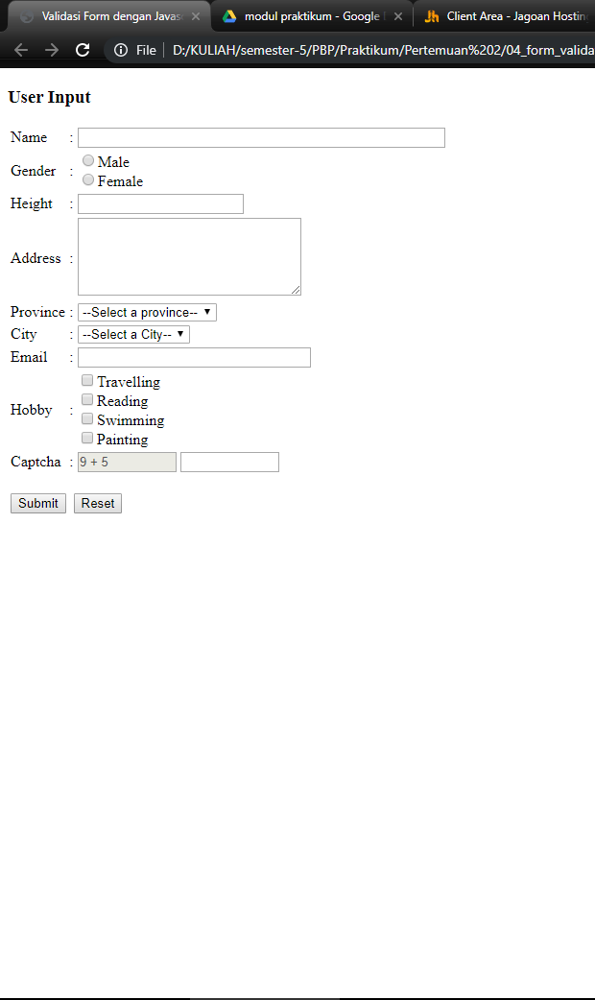 Validasi Form dengan Javas
modul praktikum - Google
Client Area - Jagoan Hosting
File | D:/KULIAH/semester-5/PBP/Praktikum/Pertemuan%202/04_form_valida
User Input
Name :
Gender : Male
Female
Height :
Address :
Province : --Select a province--
City : --Select a City--
Email :
Hobby : Travelling
Reading
Swimming
Painting
Captcha : 9 + 5
Submit Reset